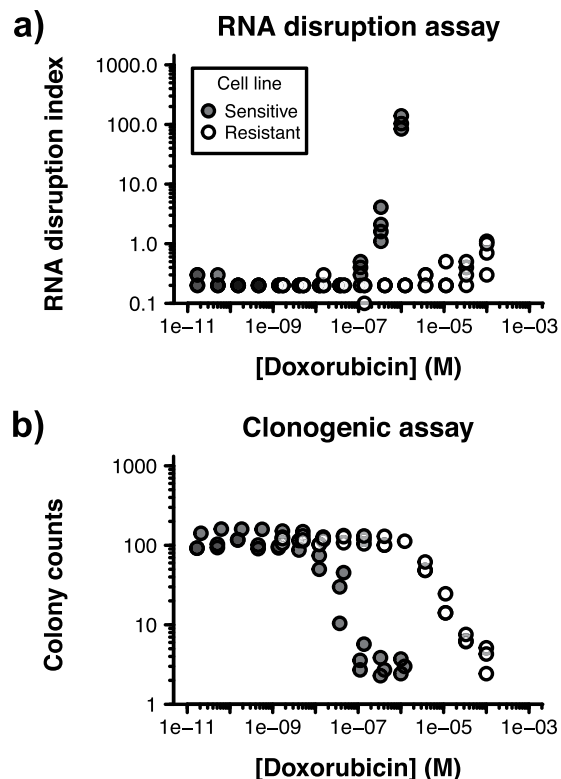 a) RNA disruption assay
RNA disruption index
1000.0
100.0
10.0
1.0
0.1
Cell line
Sensitive
Resistant
1e−11 1e−09 1e−07 1e−05 1e−03
[Doxorubicin] (M)
b) Clonogenic assay
Colony counts
1000
100
10
1
1e−11 1e−09 1e−07 1e−05 1e−03
[Doxorubicin] (M)